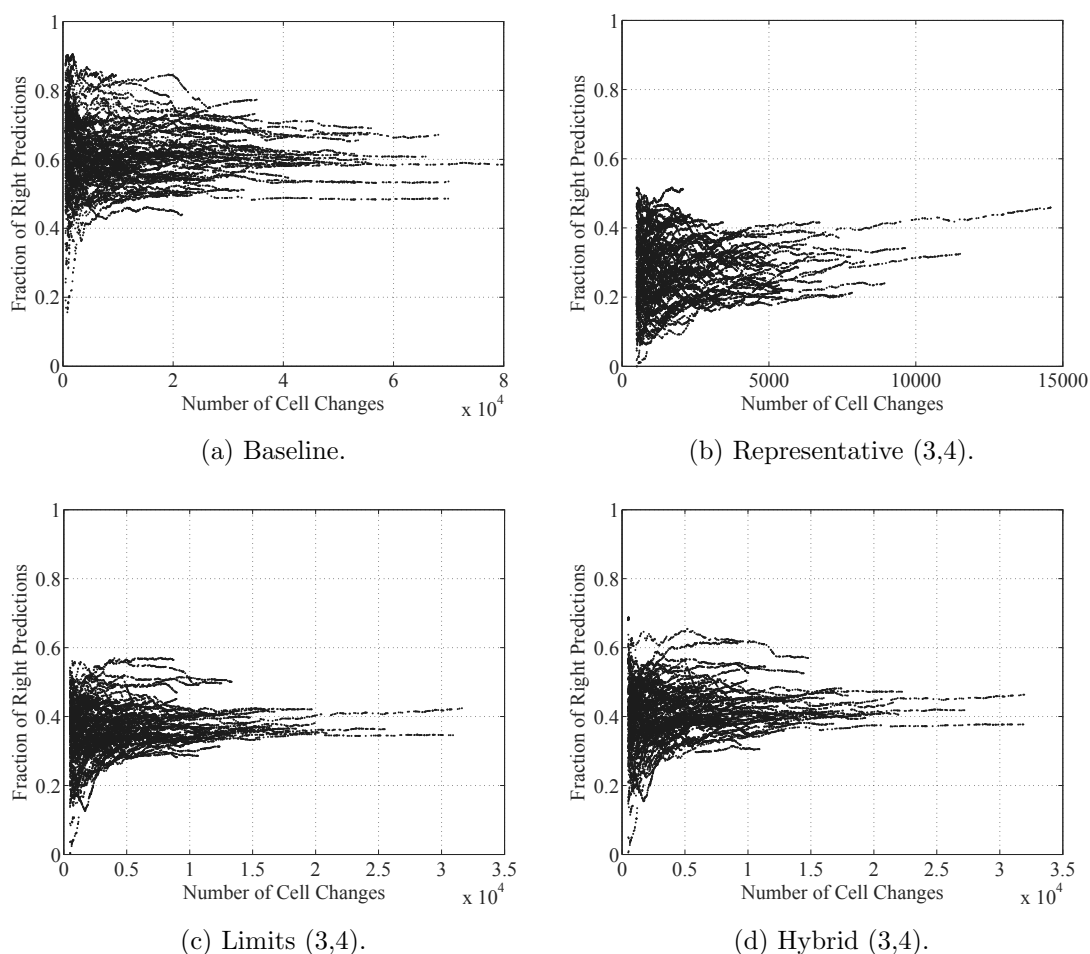 1
0.8
0.6
0.4
0.2
0
Fraction of Right Predictions
0 2 4 6 8
Number of Cell Changes
x 10^4
(a) Baseline.
1
0.8
0.6
0.4
0.2
0
Fraction of Right Predictions
0 5000 10000 15000
Number of Cell Changes
(b) Representative (3,4).
1
0.8
0.6
0.4
0.2
0
Fraction of Right Predictions
0 0.5 1 1.5 2 2.5 3 3.5
Number of Cell Changes
x 10^4
(c) Limits (3,4).
1
0.8
0.6
0.4
0.2
0
Fraction of Right Predictions
0 0.5 1 1.5 2 2.5 3 3.5
Number of Cell Changes
x 10^4
(d) Hybrid (3,4).